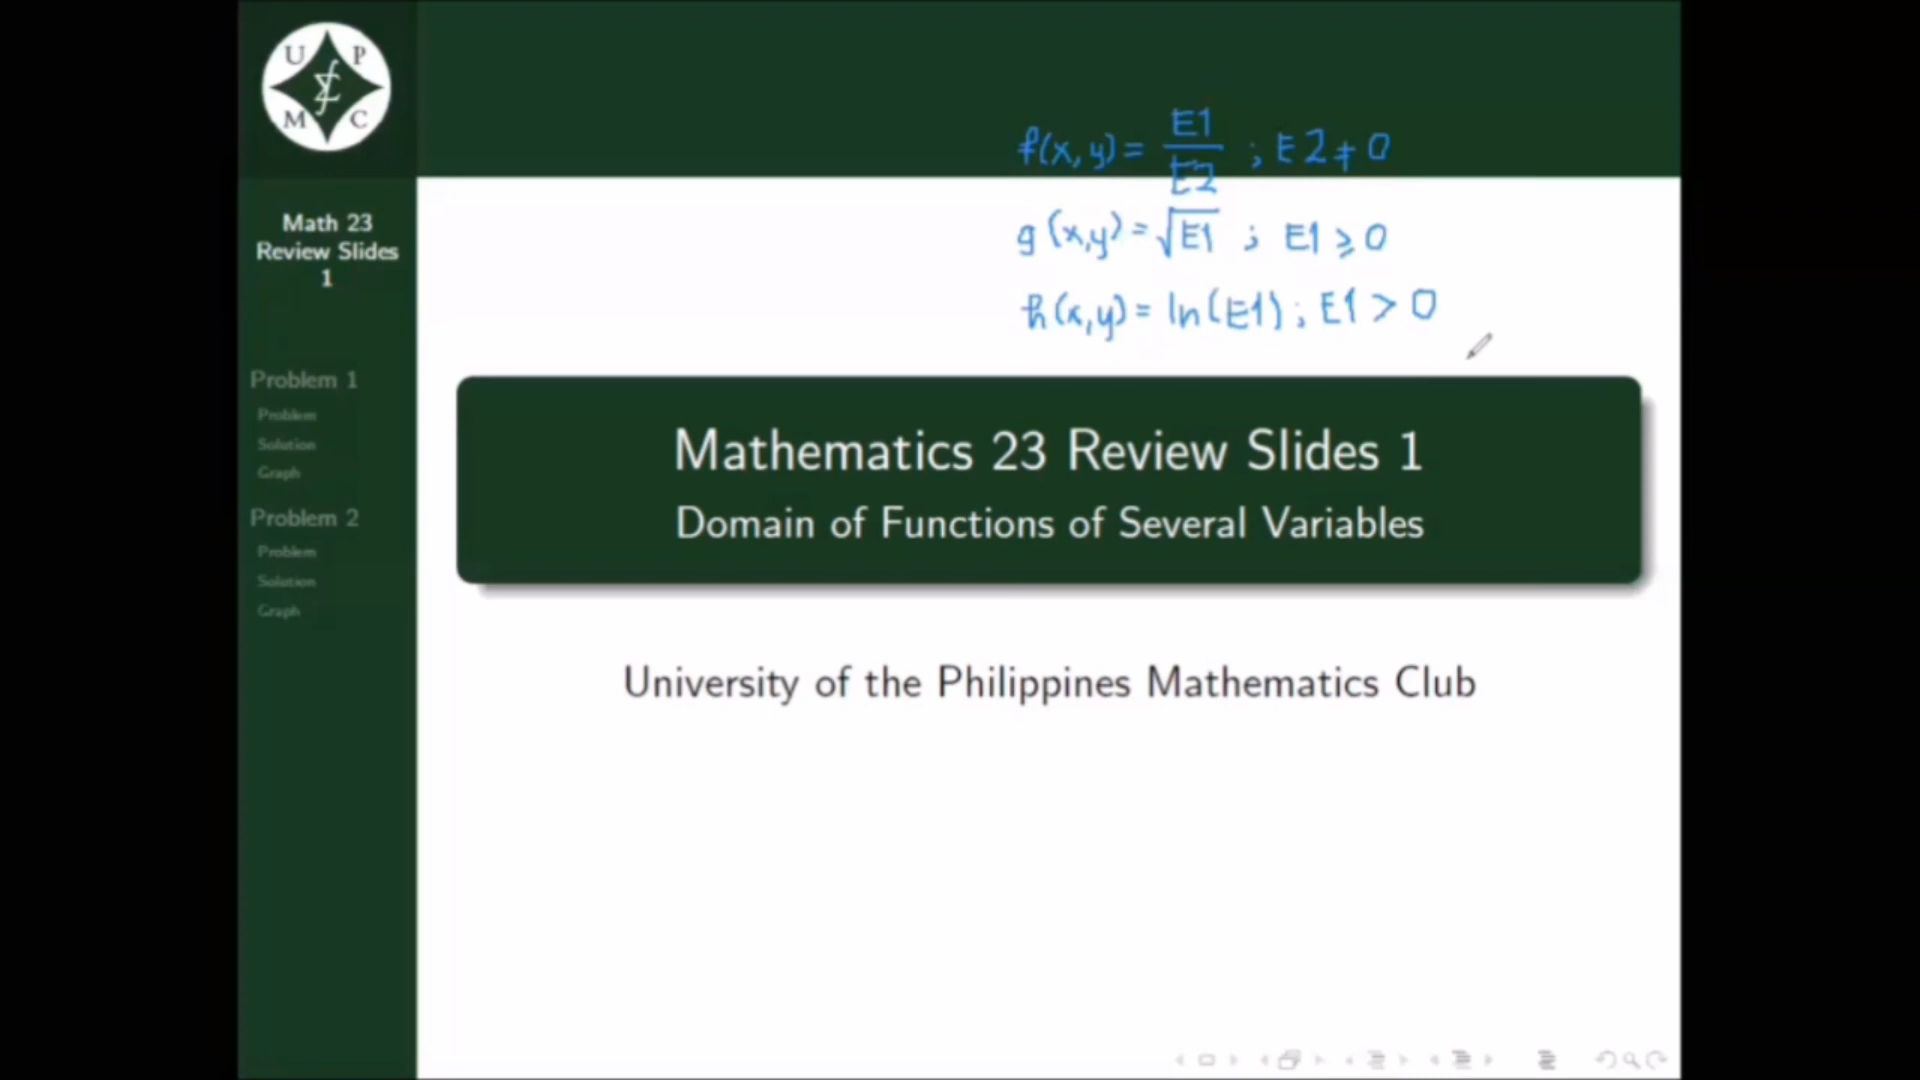 U P
M C
f(x,y) = E1/E2 ; E2 ≠ 0
g(x,y) = √E1 ; E1 ⩾ 0
h(x,y) = ln(E1) ; E1 > 0
Math 23
Review Slides
1
Problem 1
Problem
Solution
Graph
Problem 2
Problem
Solution
Graph
Mathematics 23 Review Slides 1
Domain of Functions of Several Variables
University of the Philippines Mathematics Club